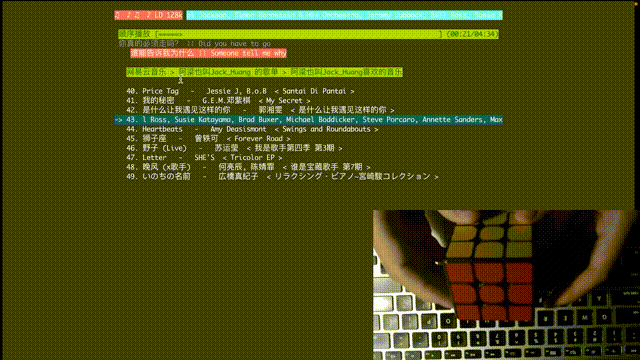 ♫ ♪ ♫ ♪ LD 128k
顺序播放 [ ] (00:21/04:34)
你真的必须走吗? || Did you have to go
谁能告诉我为什么 || Someone tell me why
网易云音乐 > 阿梁也叫Jack_Huang 的歌单 > 阿梁也叫Jack_Huang喜欢的音乐
40. Price Tag - Jessie J, B.o.B < Santai Di Pantai >
41. 我的秘密 - G.E.M.邓紫棋 < My Secret >
42. 是什么让我遇见这样的你 - 郭湘雯 < 是什么让我遇见这样的你 >
-> 43. l Ross, Susie Katayama, Brad Buxer, Michael Boddicker, Steve Porcaro, Annette Sanders, Max
44. Heartbeats - Amy Deasismont < Swings and Roundabouts >
45. 狮子座 - 曾轶可 < Forever Road >
46. 野子 (Live) - 苏运莹 < 我是歌手第四季 第3期 >
47. Letter - SHE'S < Tricolor EP >
48. 晚风 (x歌手) - 何亮辰, 陈婧霏 < 谁是宝藏歌手 第7期 >
49. いのちの名前 - 広橋真紀子 < リラクシング・ピアノ~宮崎駿コレクション >